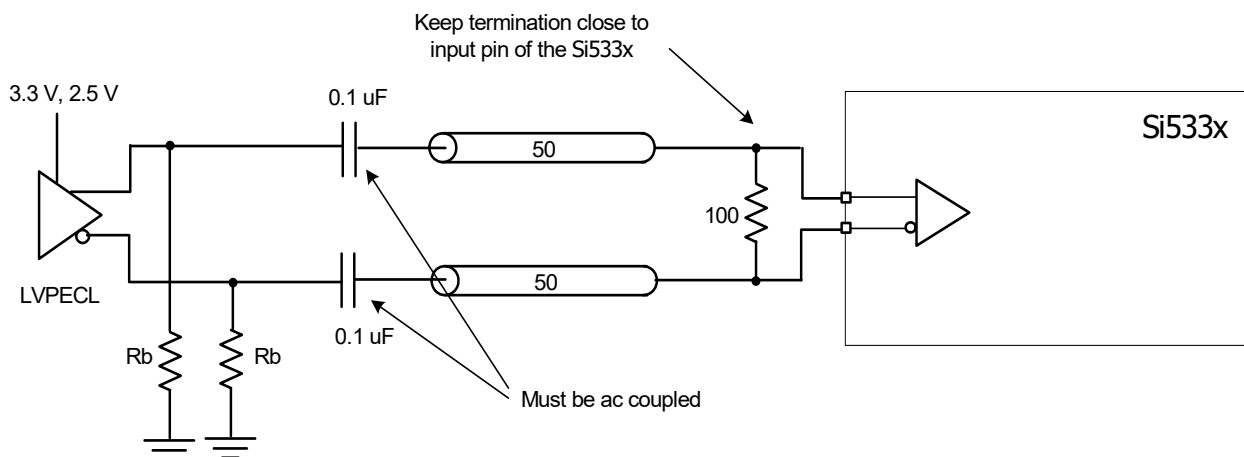 Keep termination close to
input pin of the Si533x
3.3 V, 2.5 V
0.1 uF
Si533x
50
100
50
LVPECL
0.1 uF
Rb
Rb
Must be ac coupled